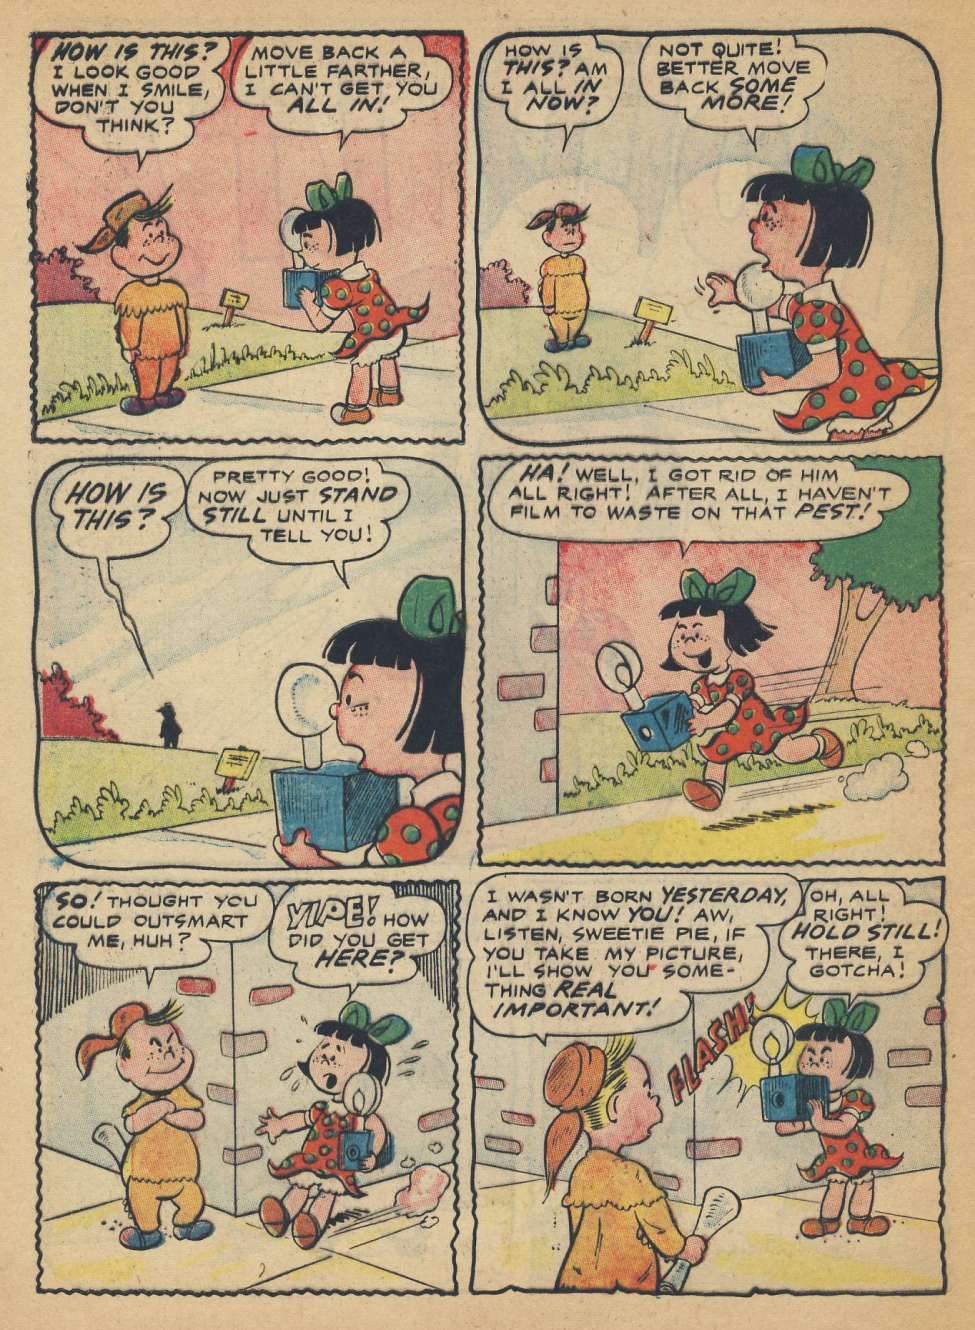 HOW IS THIS?
I LOOK GOOD
WHEN I SMILE,
DON'T YOU
THINK?
MOVE BACK A
LITTLE FARTHER,
I CAN'T GET YOU
ALL IN!
HOW IS
THIS? AM
I ALL IN
NOW?
NOT QUITE!
BETTER MOVE
BACK SOME
MORE!
HOW IS
THIS?
PRETTY GOOD!
NOW JUST STAND
STILL UNTIL I
TELL YOU!
HA! WELL, I GOT RID OF HIM
ALL RIGHT! AFTER ALL, I HAVEN'T
FILM TO WASTE ON THAT PEST!
SO! THOUGHT YOU
COULD OUTSMART
ME, HUH?
YIPE! HOW
DID YOU GET
HERE?
I WASN'T BORN YESTERDAY,
AND I KNOW YOU! AW,
LISTEN, SWEETIE PIE, IF
YOU TAKE MY PICTURE,
I'LL SHOW YOU SOME-
THING REAL
IMPORTANT!
OH, ALL
RIGHT!
HOLD STILL!
THERE, I
GOTCHA!
FLASH!